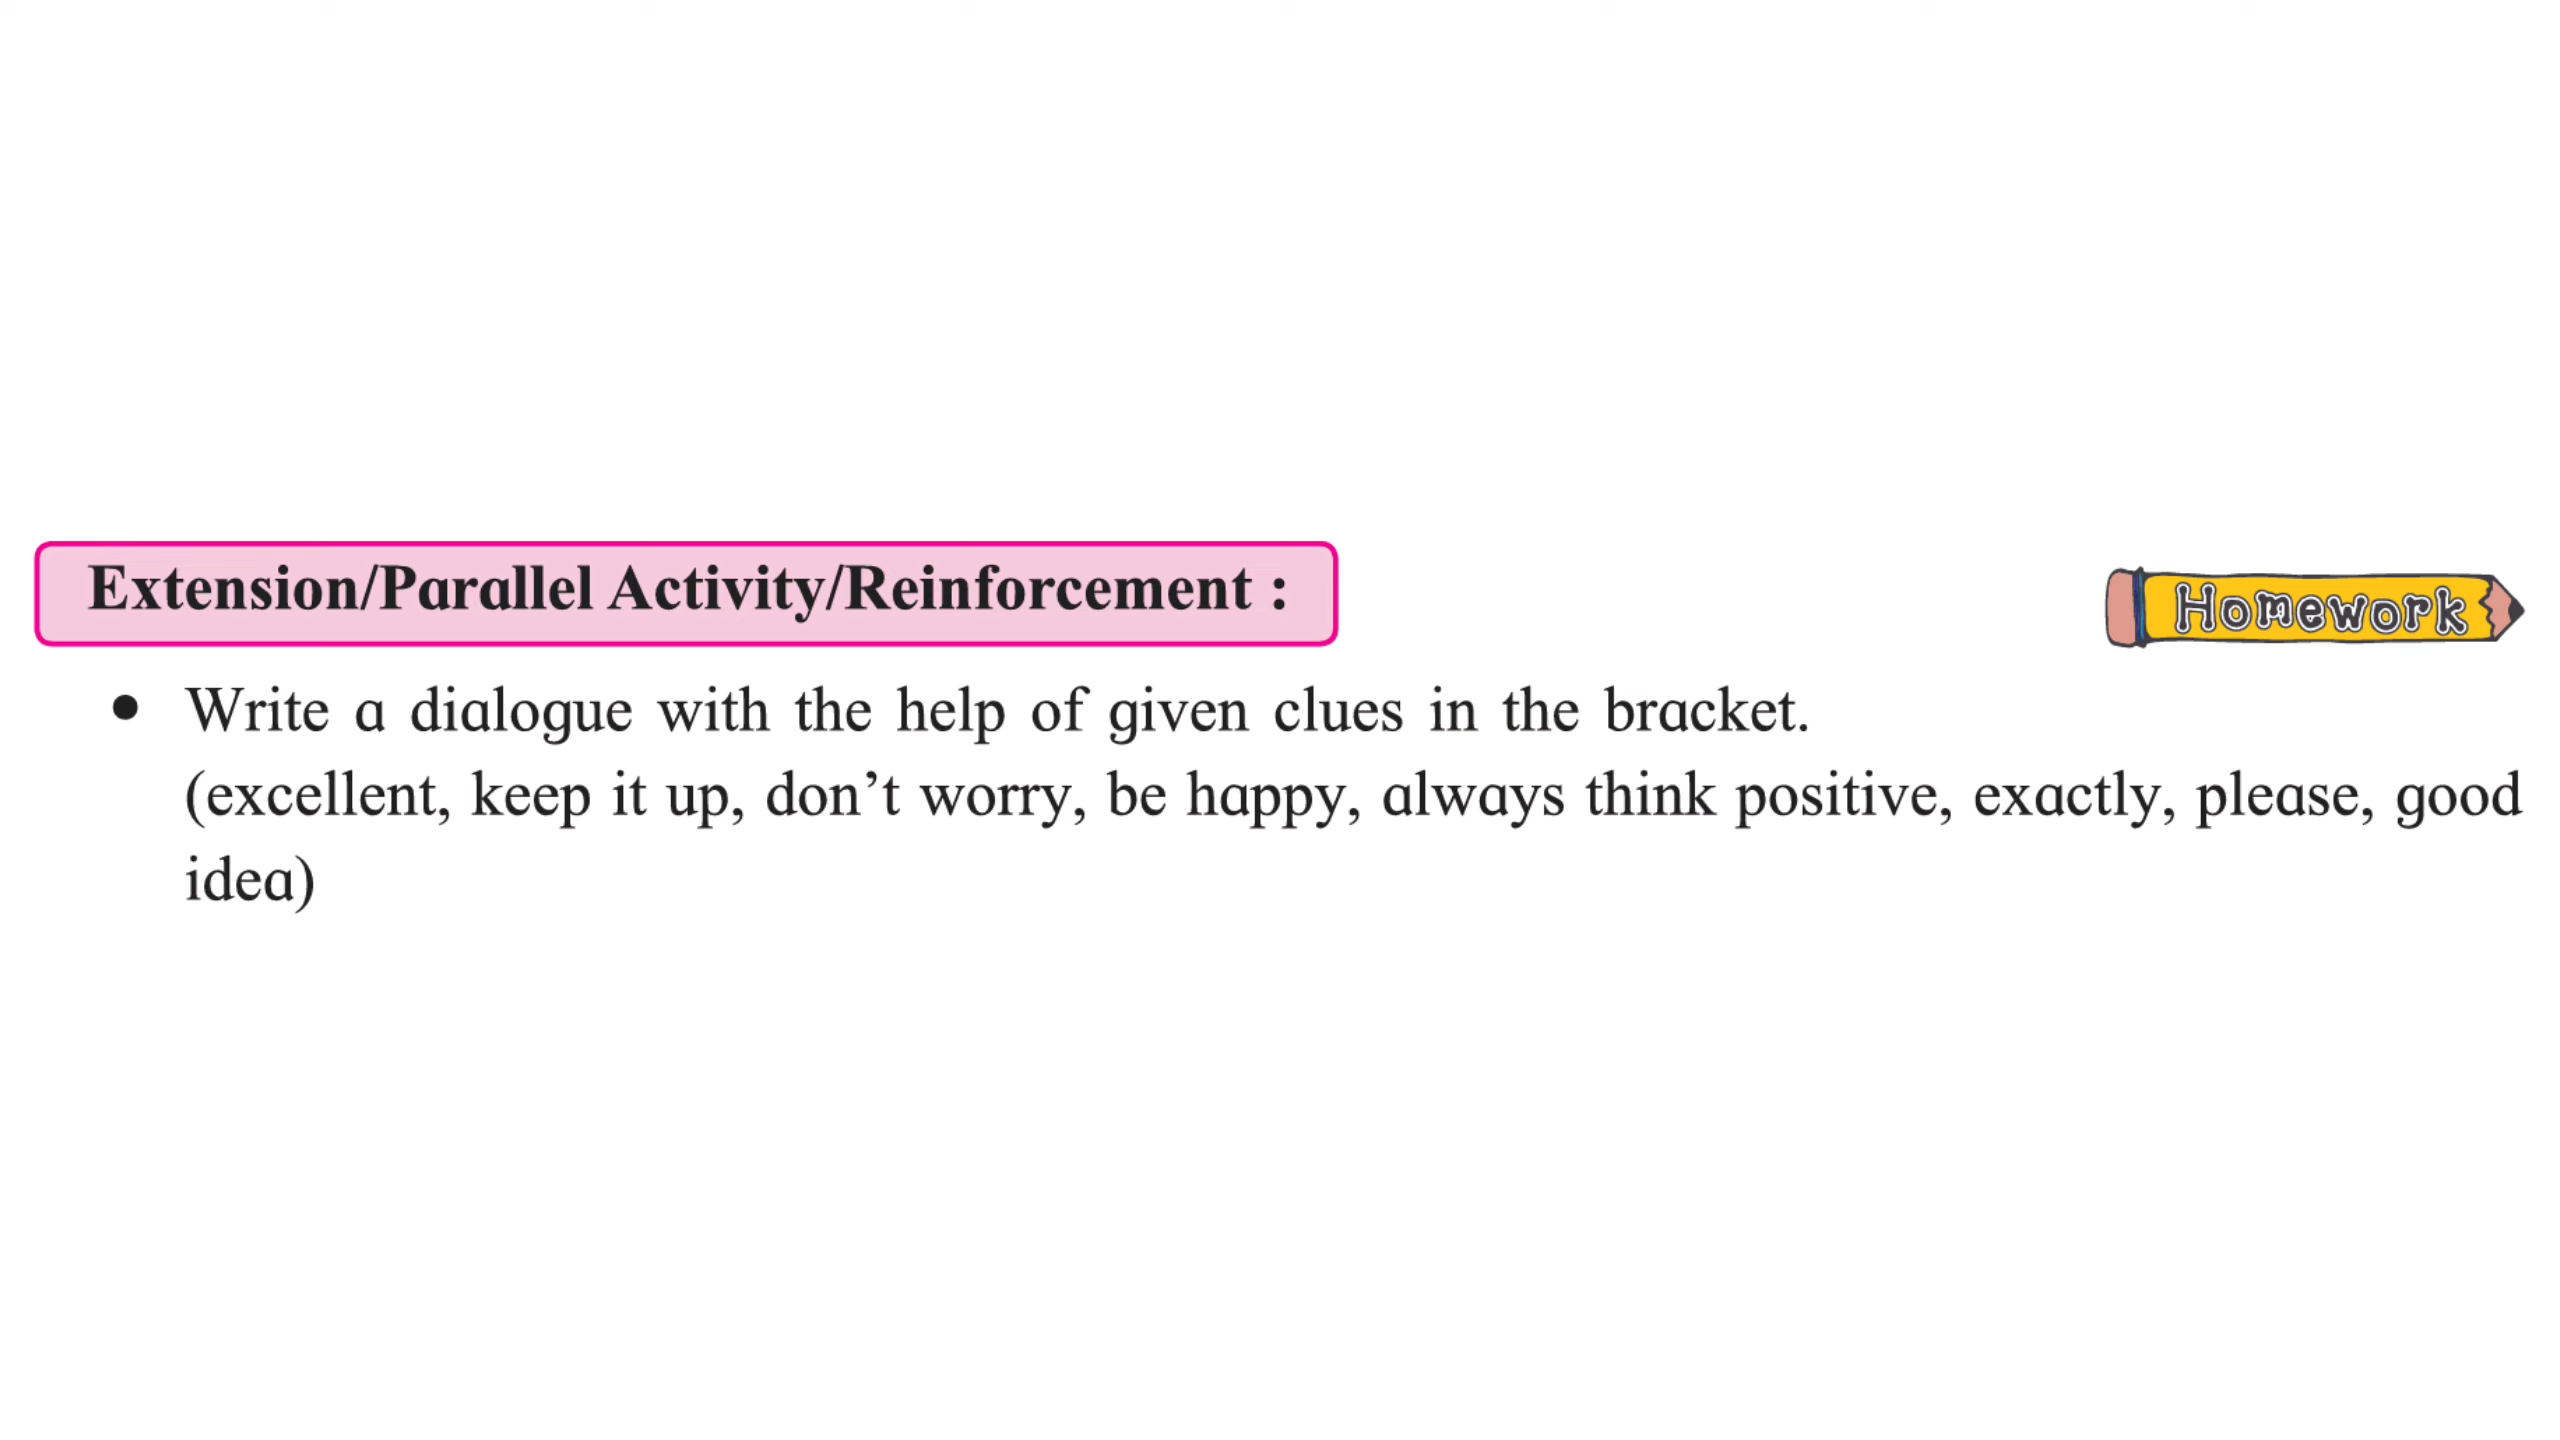 Extension/Parallel Activity/Reinforcement :
Homework
• Write a dialogue with the help of given clues in the bracket.
(excellent, keep it up, don’t worry, be happy, always think positive, exactly, please, good
idea)